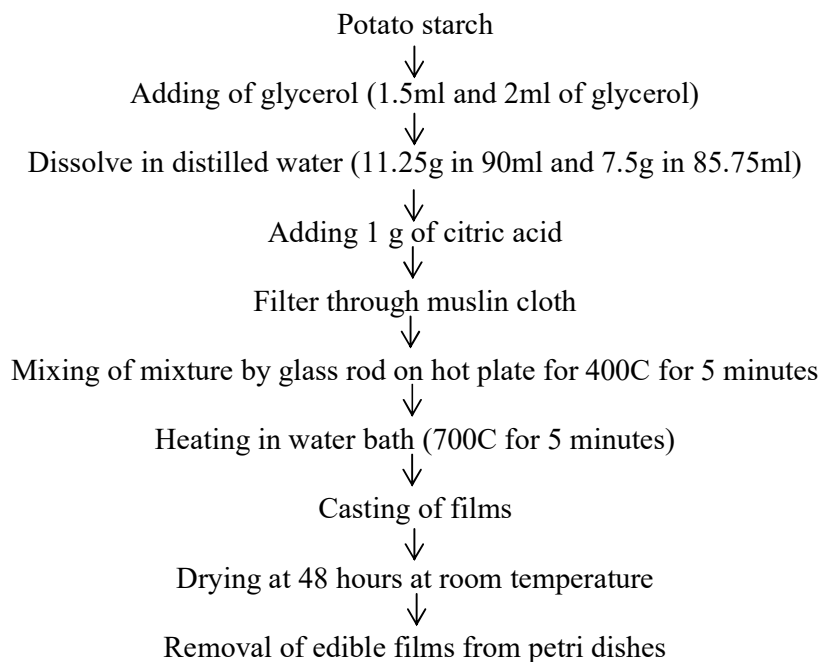 Potato starch
Adding of glycerol (1.5ml and 2ml of glycerol)
Dissolve in distilled water (11.25g in 90ml and 7.5g in 85.75ml)
Adding 1 g of citric acid
Filter through muslin cloth
Mixing of mixture by glass rod on hot plate for 400C for 5 minutes
Heating in water bath (700C for 5 minutes)
Casting of films
Drying at 48 hours at room temperature
Removal of edible films from petri dishes